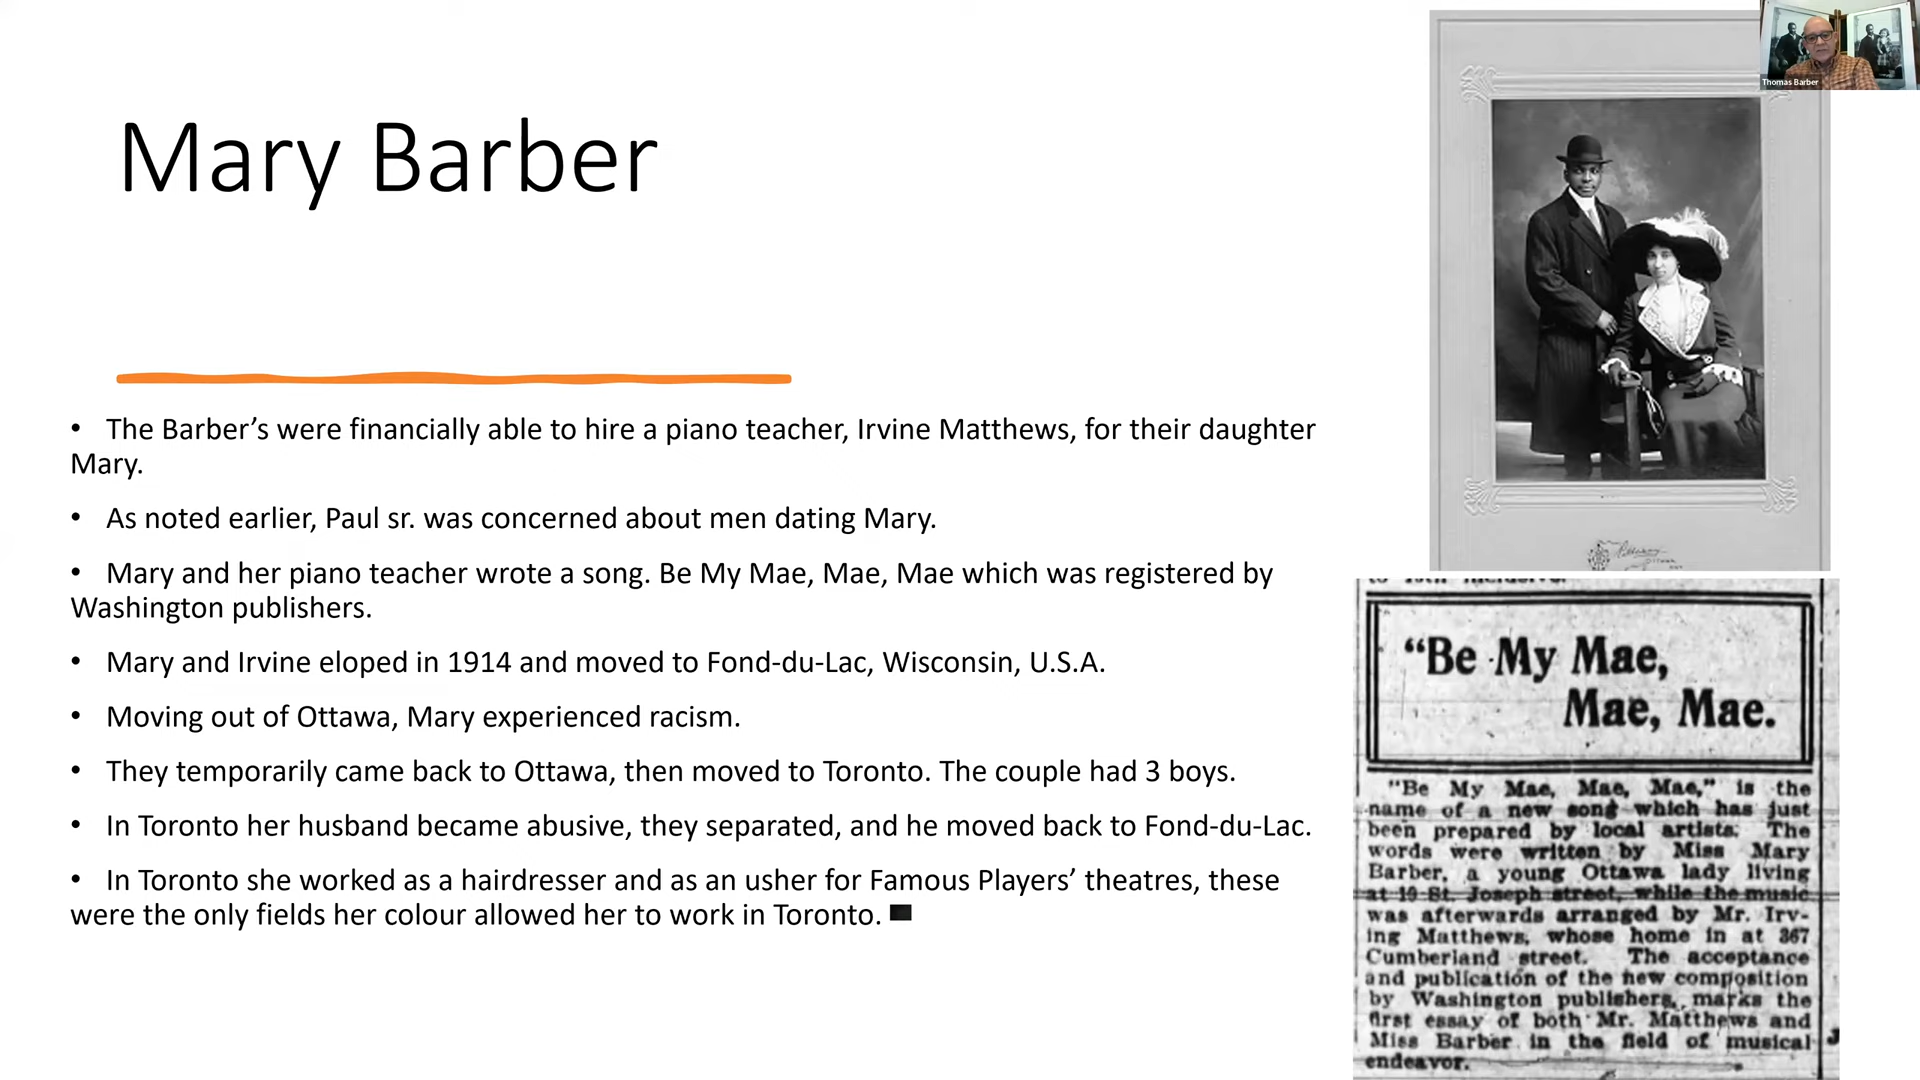 Mary Barber
• The Barber’s were financially able to hire a piano teacher, Irvine Matthews, for their daughter
Mary.
• As noted earlier, Paul sr. was concerned about men dating Mary.
• Mary and her piano teacher wrote a song. Be My Mae, Mae, Mae which was registered by
Washington publishers.
• Mary and Irvine eloped in 1914 and moved to Fond-du-Lac, Wisconsin, U.S.A.
• Moving out of Ottawa, Mary experienced racism.
• They temporarily came back to Ottawa, then moved to Toronto. The couple had 3 boys.
• In Toronto her husband became abusive, they separated, and he moved back to Fond-du-Lac.
• In Toronto she worked as a hairdresser and as an usher for Famous Players’ theatres, these
were the only fields her colour allowed her to work in Toronto.
Thomas Barber
“Be My Mae,
Mae, Mae.
"Be My Mae, Mae, Mae," is the
name of a new song which has just
been prepared by local artists. The
words were written by Miss Mary
Barber, a young Ottawa lady living
at 19 St. Joseph street, while the music
was afterwards arranged by Mr. Irv-
ing Matthews, whose home in at 367
Cumberland street. The acceptance
and publication of the new composition
by Washington publishers, marks the
first essay of both Mr. Matthews and
Miss Barber in the field of musical
endeavor.